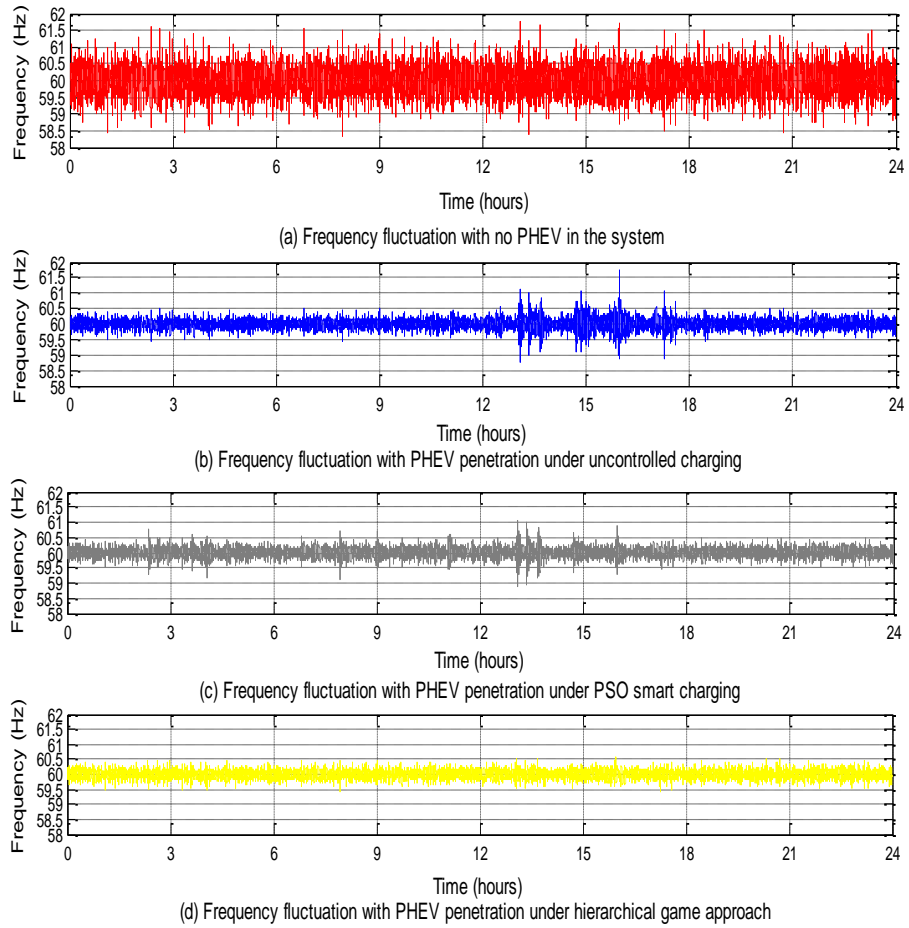 Frequency (Hz)
62
61.5
61
60.5
60
59.5
59
58.5
58
0 3 6 9 12 15 18 21 24
Time (hours)
(a) Frequency fluctuation with no PHEV in the system
Frequency (Hz)
62
61.5
61
60.5
60
59.5
59
58.5
58
0 3 6 9 12 15 18 21 24
Time (hours)
(b) Frequency fluctuation with PHEV penetration under uncontrolled charging
Frequency (Hz)
62
61.5
61
60.5
60
59.5
59
58.5
58
0 3 6 9 12 15 18 21 24
Time (hours)
(c) Frequency fluctuation with PHEV penetration under PSO smart charging
Frequency (Hz)
62
61.5
61
60.5
60
59.5
59
58.5
58
0 3 6 9 12 15 18 21 24
Time (hours)
(d) Frequency fluctuation with PHEV penetration under hierarchical game approach